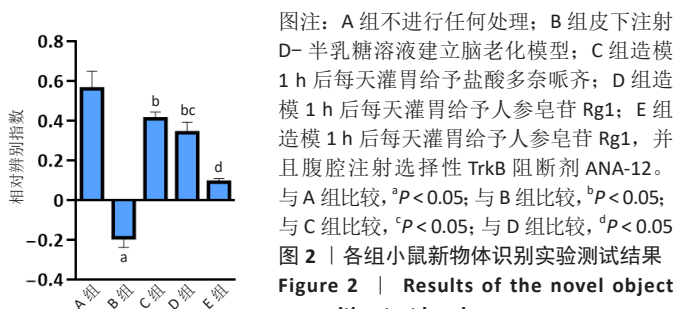 0.8
0.6
0.4
0.2
0
−0.2
−0.4
相对辨别指数
a
b
bc
d
A 组
B 组
C 组
D 组
E 组
图注：A 组不进行任何处理；B 组皮下注射
D− 半乳糖溶液建立脑老化模型；C 组造模
1 h 后每天灌胃给予盐酸多奈哌齐；D 组造
模 1 h 后每天灌胃给予人参皂苷 Rg1；E 组
造模 1 h 后每天灌胃给予人参皂苷 Rg1，并
且腹腔注射选择性 TrkB 阻断剂 ANA-12。
与 A 组比较，ᵃP < 0.05；与 B 组比较，ᵇP < 0.05；
与 C 组比较，ᶜP < 0.05；与 D 组比较，ᵈP < 0.05
图 2 ｜各组小鼠新物体识别实验测试结果
Figure 2 ｜ Results of the novel object